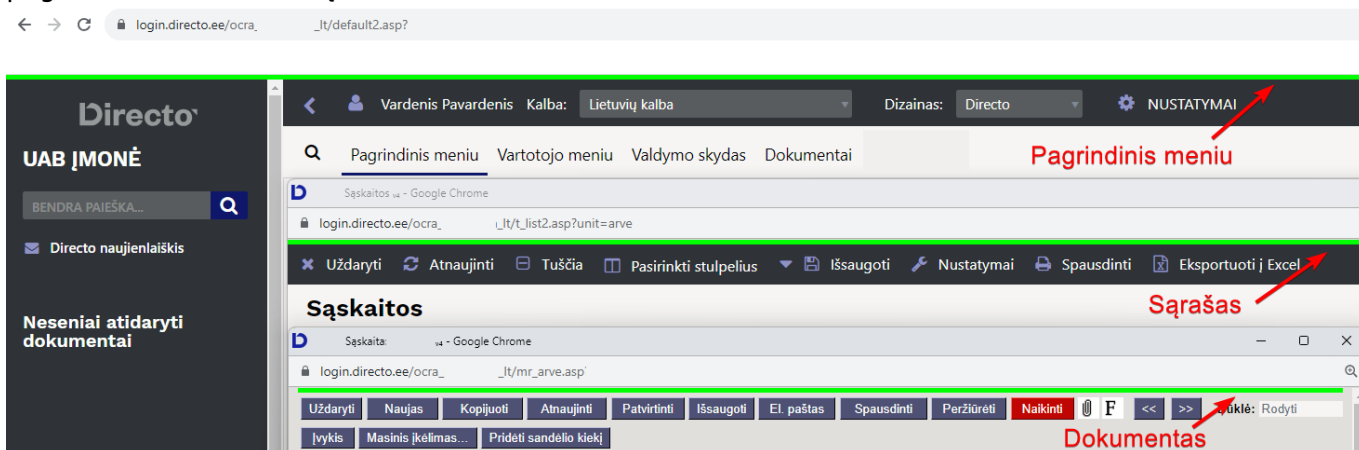 login.directo.ee/ocra_ _lt/default2.asp?
Directo
Vardenis Pavardenis Kalba: Lietuvių kalba Dizainas: Directo NUSTATYMAI
UAB ĮMONĖ
Pagrindinis meniu Vartotojo meniu Valdymo skydas Dokumentai
Pagrindinis meniu
BENDRA PAIEŠKA...
Sąskaitos v4 - Google Chrome
login.directo.ee/ocra_ _lt/t_list2.asp?unit=arve
Directo naujienlaiškis
Uždaryti Atnaujinti Tuščia Pasirinkti stulpelius Išsaugoti Nustatymai Spausdinti Eksportuoti į Excel
Sąskaitos
Sąrašas
Neseniai atidaryti
dokumentai
Sąskaita: v4 - Google Chrome
login.directo.ee/ocra_ _lt/mr_arve.asp
Uždaryti Naujas Kopijuoti Atnaujinti Patvirtinti Išsaugoti El. paštas Spausdinti Peržiūrėti Naikinti F << >> Rodyti
Įvykis Masinis įkėlimas... Pridėti sandėlio kiekį
Dokumentas